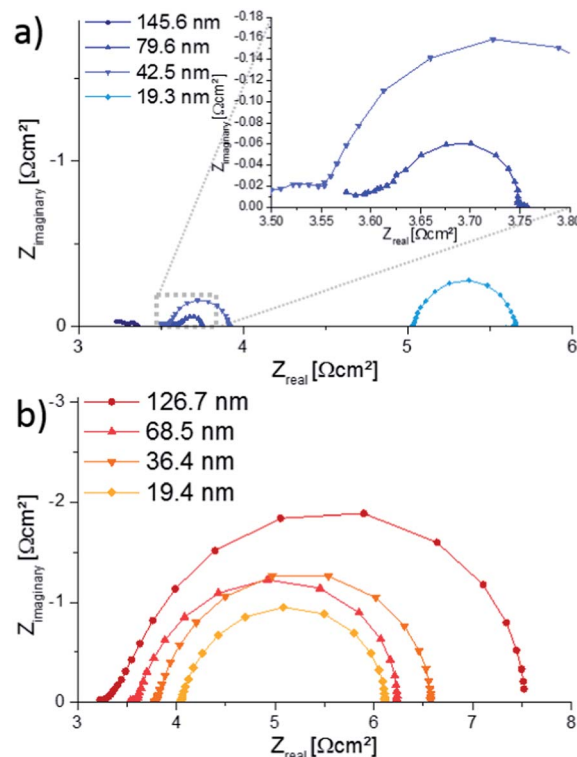 a)
145.6 nm
79.6 nm
42.5 nm
19.3 nm
-0.18
-0.16
-0.14
-0.12
-0.10
-0.08
-0.06
-0.04
-0.02
0.00
Zimaginary[Ωcm²]
3.50 3.55 3.60 3.65 3.70 3.75 3.80
Zreal[Ωcm²]
Zimaginary [Ωcm²]
-1
0
3 4 5 6
Zreal [Ωcm²]
b)
126.7 nm
68.5 nm
36.4 nm
19.4 nm
Zimaginary [Ωcm²]
-3
-2
-1
0
3 4 5 6 7 8
Zreal [Ωcm²]